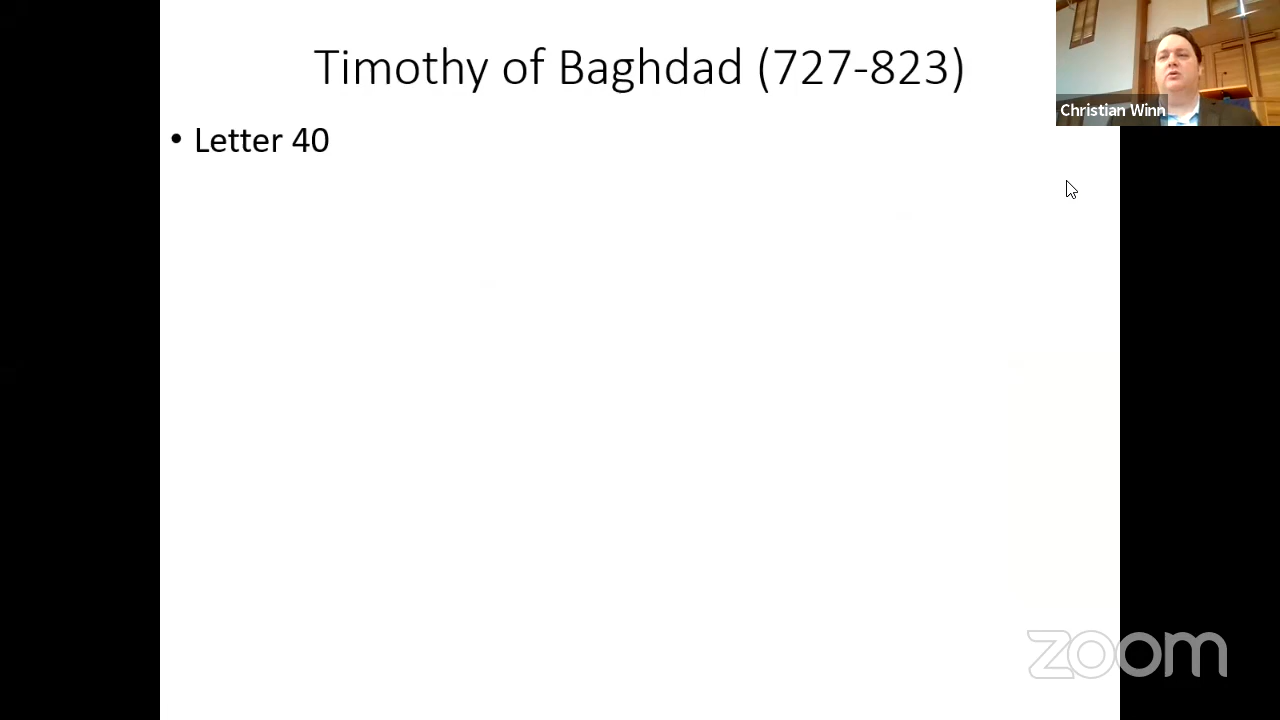 Timothy of Baghdad (727-823)
Christian Winn
• Letter 40
zoom